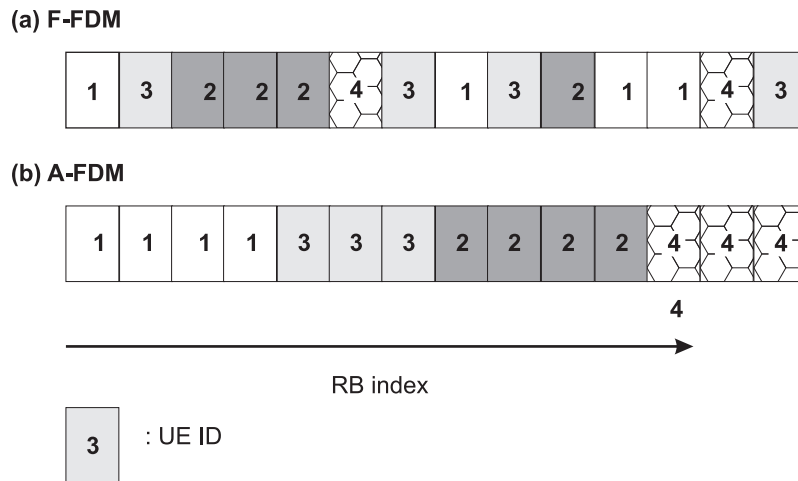 (a) F-FDM
1 3 2 2 2 4 3 1 3 2 1 1 4 3
(b) A-FDM
1 1 1 1 3 3 3 2 2 2 2 4 4 4
4
RB index
3 : UE ID